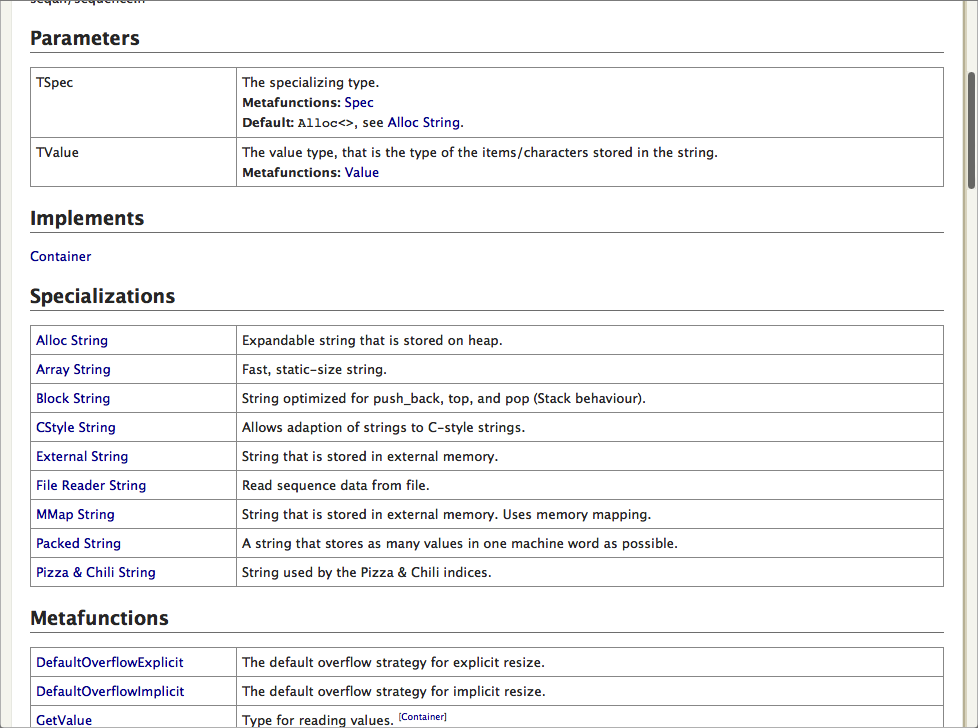 seqan/sequence.h
Parameters
TSpec
The specializing type.
Metafunctions: Spec
Default: Alloc<>, see Alloc String.
TValue
The value type, that is the type of the items/characters stored in the string.
Metafunctions: Value
Implements
Container
Specializations
Alloc String Expandable string that is stored on heap.
Array String Fast, static-size string.
Block String String optimized for push_back, top, and pop (Stack behaviour).
CStyle String Allows adaption of strings to C-style strings.
External String String that is stored in external memory.
File Reader String Read sequence data from file.
MMap String String that is stored in external memory. Uses memory mapping.
Packed String A string that stores as many values in one machine word as possible.
Pizza & Chili String String used by the Pizza & Chili indices.
Metafunctions
DefaultOverflowExplicit The default overflow strategy for explicit resize.
DefaultOverflowImplicit The default overflow strategy for implicit resize.
GetValue Type for reading values. [Container]